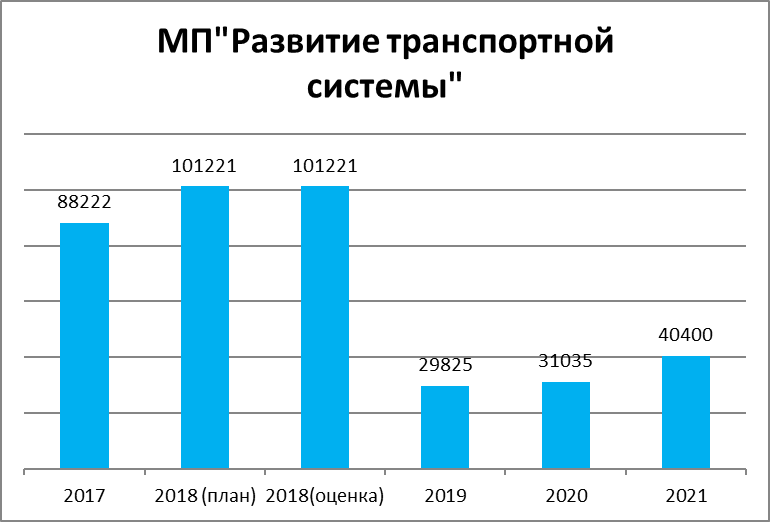 МП"Развитие транспортной
системы"
101221 101221
88222
40400
29825 31035
2017 2018 (план) 2018(оценка) 2019 2020 2021